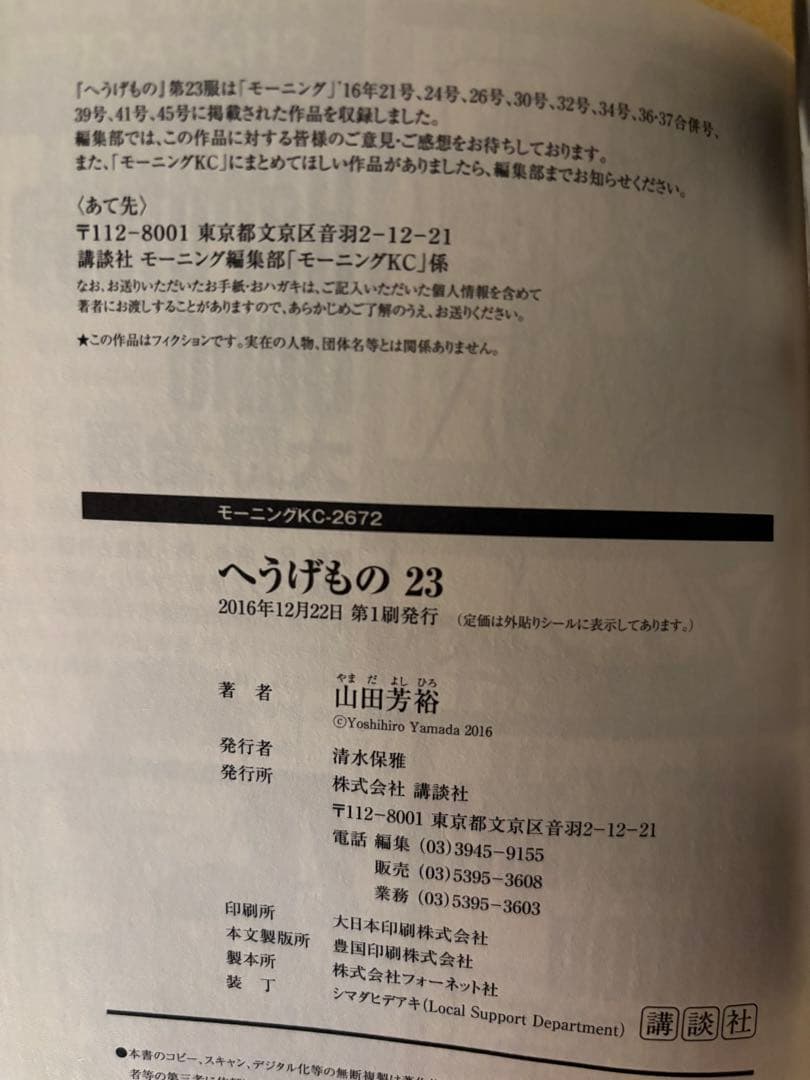 『へうげもの』第23服は「モーニング」'16年21号、24号、26号、30号、32号、34号、36・37合併号、
39号、41号、45号に掲載された作品を収録しました。
編集部では、この作品に対する皆様のご意見・ご感想をお待ちしております。
また、「モーニングKC」にまとめてほしい作品がありましたら、編集部までお知らせください。
〈あて先〉
〒112-8001 東京都文京区音羽2-12-21
講談社 モーニング編集部「モーニングKC」係
なお、お送りいただいたお手紙・おハガキは、ご記入いただいた個人情報を含めて
著者にお渡しすることがありますので、あらかじめご了解のうえ、お送りください。
★この作品はフィクションです。実在の人物、団体名等とは関係ありません。
モーニングKC-2672
へうげもの 23
2016年12月22日 第1刷発行 (定価は外貼りシールに表示してあります。)
やまだ よしひろ
著者 山田芳裕
©Yoshihiro Yamada 2016
発行者 清水保雅
発行所 株式会社 講談社
〒112-8001 東京都文京区音羽2-12-21
電話 編集 (03)3945-9155
販売 (03)5395-3608
業務 (03)5395-3603
印刷所 大日本印刷株式会社
本文製版所 豊国印刷株式会社
製本所 株式会社フォーネット社
装丁 シマダヒデアキ(Local Support Department)
講談社
●本書のコピー、スキャン、デジタル化等の無断複製は著作
者等の第三者に依頼